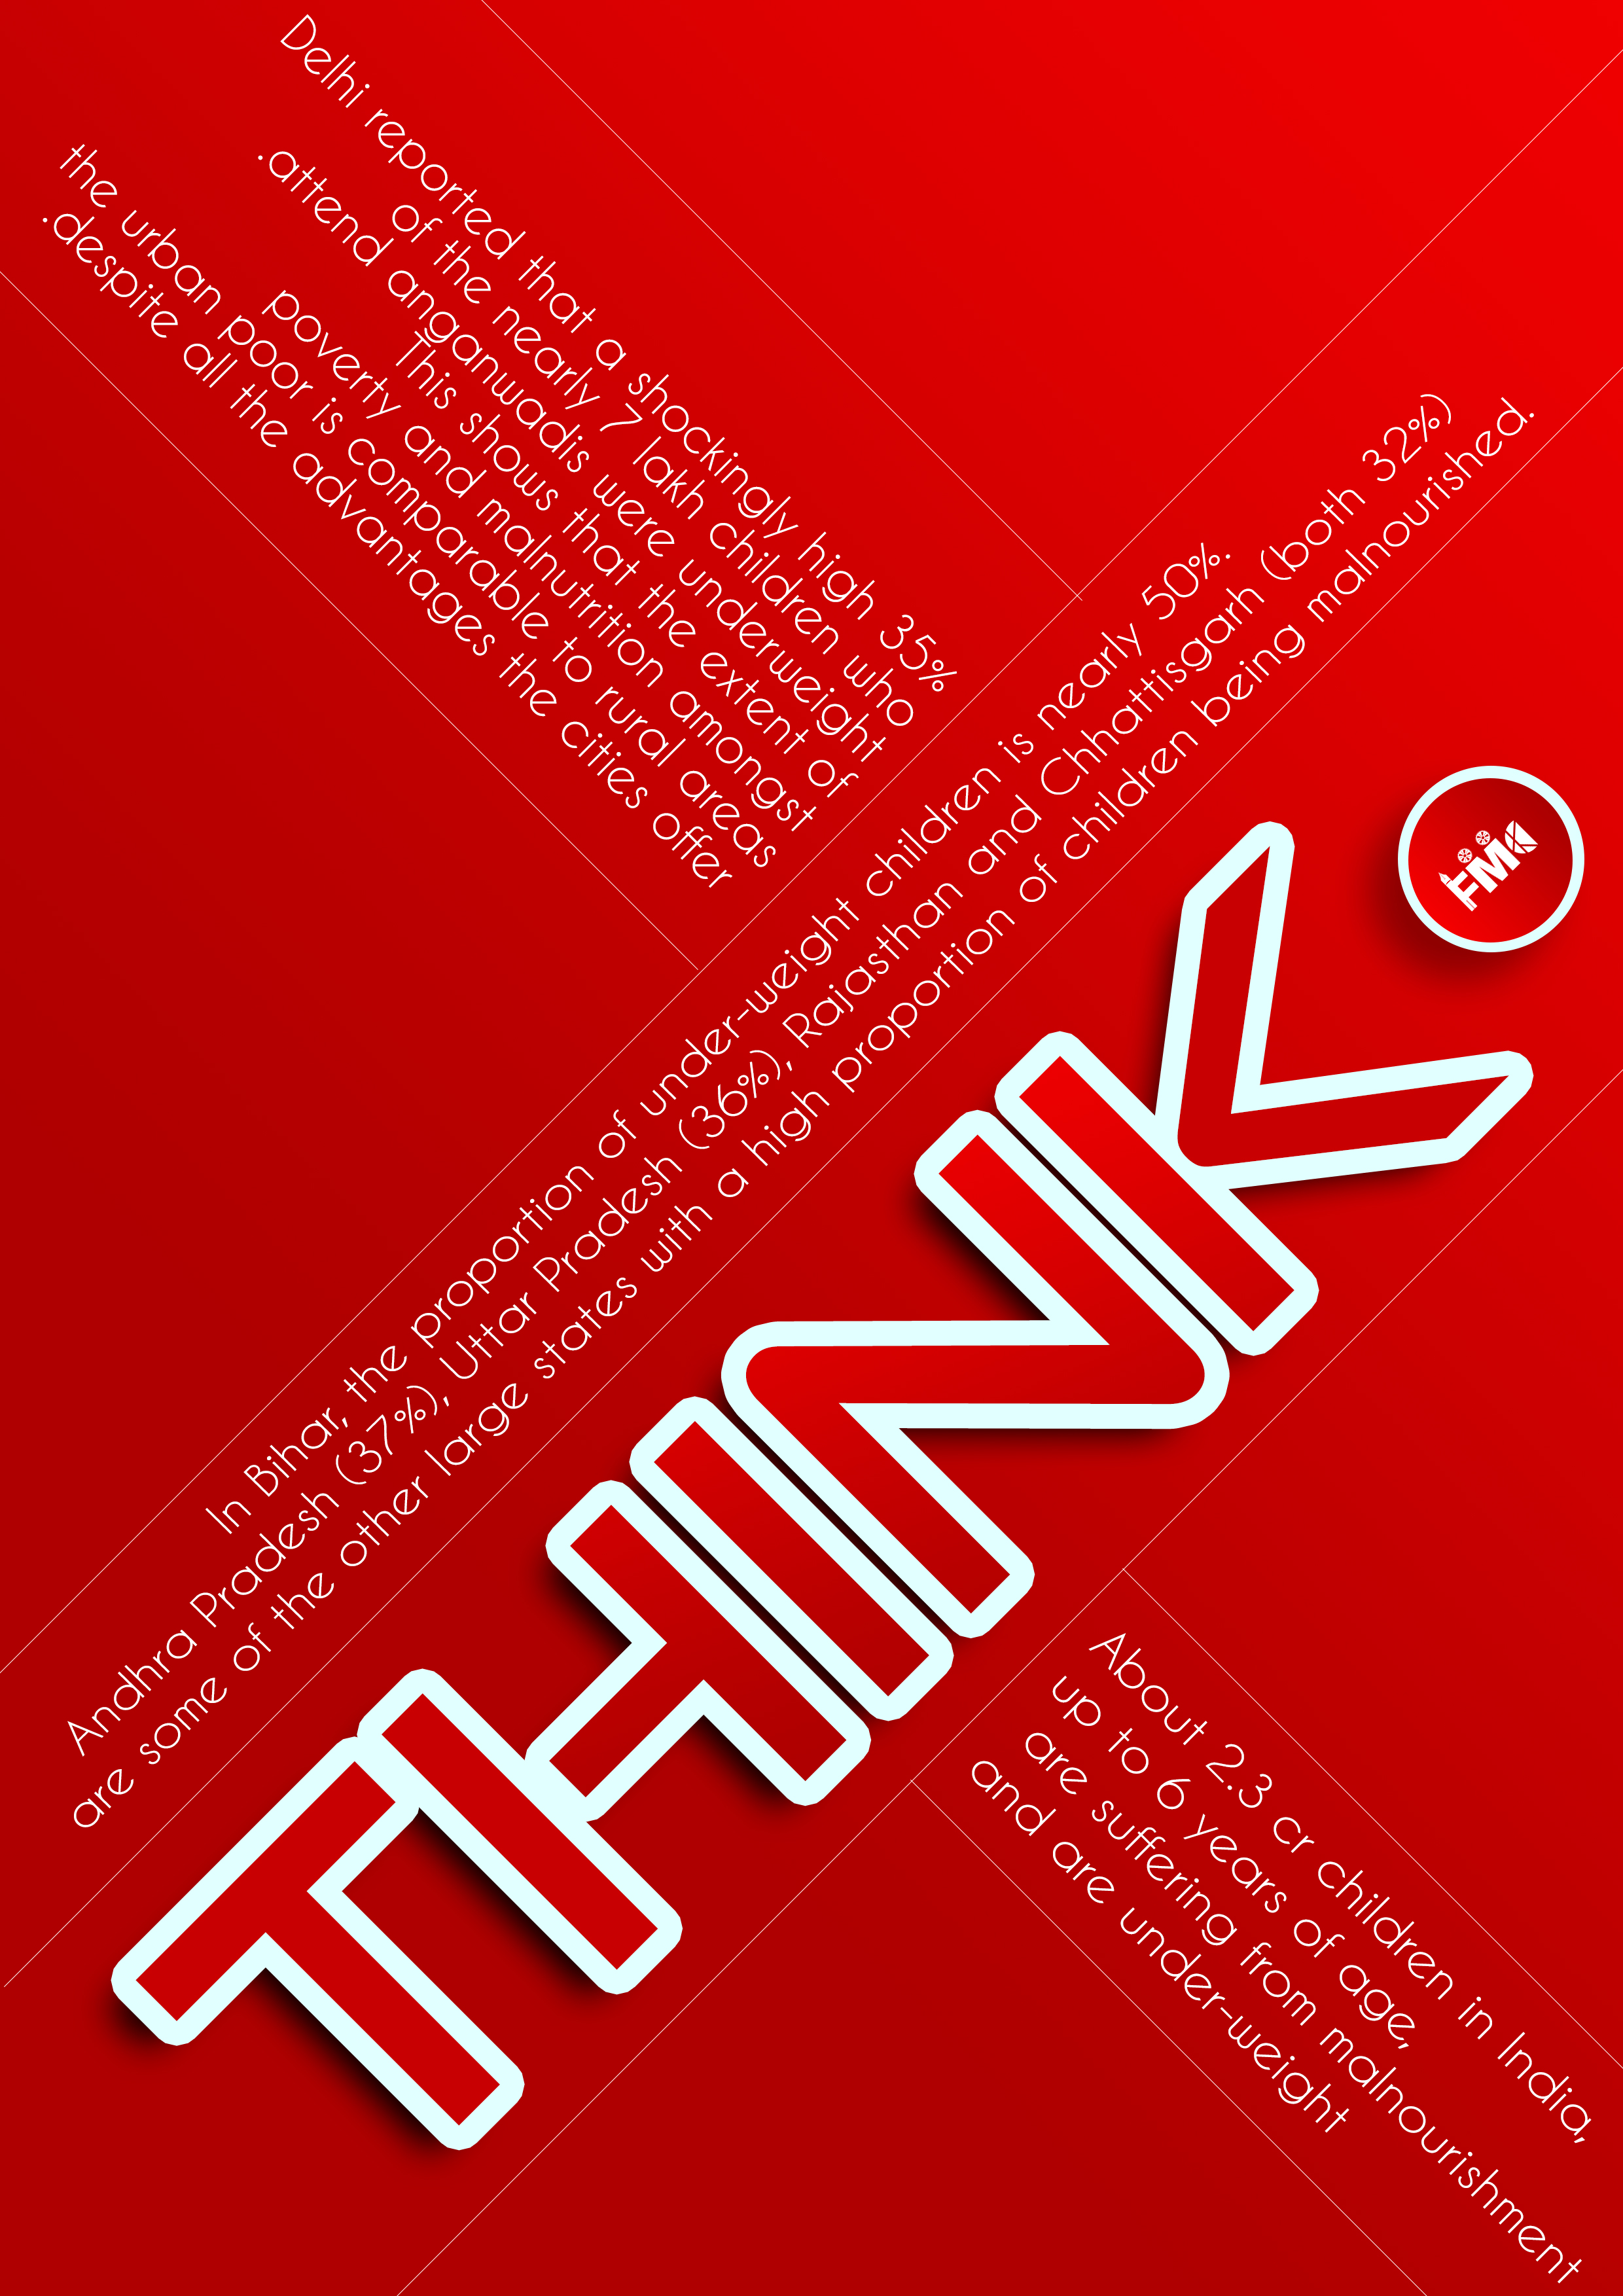 Delhi reported that a shockingly high 35%
of the nearly 7 lakh children who
.attend anganwadis were underweight
This shows that the extent of
poverty and malnutrition amongst
the urban poor is comparable to rural areas
.despite all the advantages the cities offer
In Bihar, the proportion of under-weight children is nearly 50%.
Andhra Pradesh (37%), Uttar Pradesh (36%), Rajasthan and Chhattisgarh (both 32%)
are some of the other large states with a high proportion of children being malnourished.
THINK
FMC
About 2.3 cr children in India,
up to 6 years of age,
are suffering from malnourishment
and are under-weight